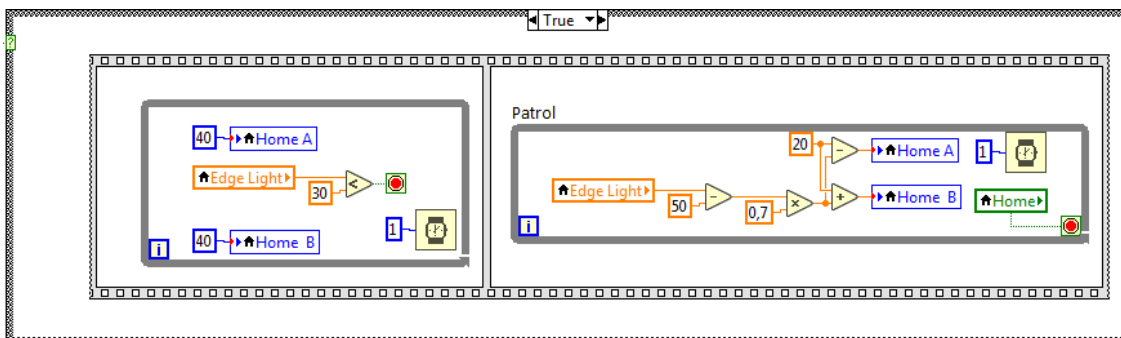 True
?
Patrol
40 Home A
20
Home A
1
Edge Light
<
30
Edge Light
50
-
0,7
x
-
+
Home B
Home
1
i
40 Home B
i